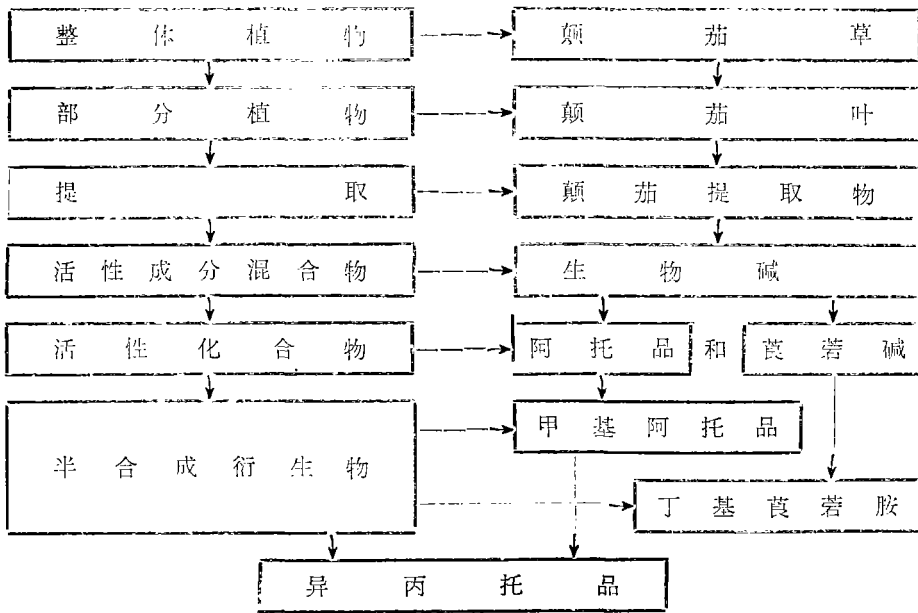 整体植物 颠茄草
部分植物 颠茄叶
提取 颠茄提取物
活性成分混合物 生物碱
活性化合物 阿托品 和 莨菪碱
甲基阿托品
半合成衍生物
丁基莨菪胺
异丙托品